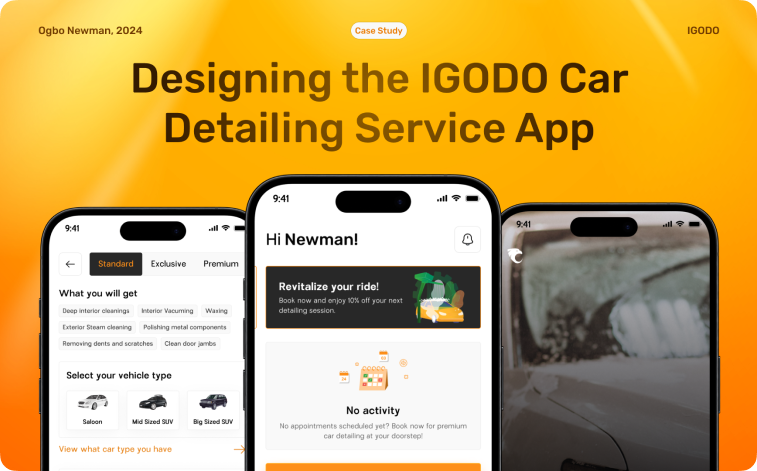 Ogbo Newman, 2024
Case Study
IGODO
Designing the IGODO Car
Detailing Service App
9:41
Standard
Exclusive
Premium
What you will get
Deep interior cleanings
Interior Vacuming
Waxing
Exterior Steam cleaning
Polishing metal components
Removing dents and scratches
Clean door jambs
Select your vehicle type
Saloon
Mid Sized SUV
Big Sized SUV
View what car type you have
9:41
Hi Newman!
Revitalize your ride!
Book now and enjoy 10% off your next
detailing session.
No activity
No appointments scheduled yet? Book now for premium
car detailing at your doorstep!
9:41